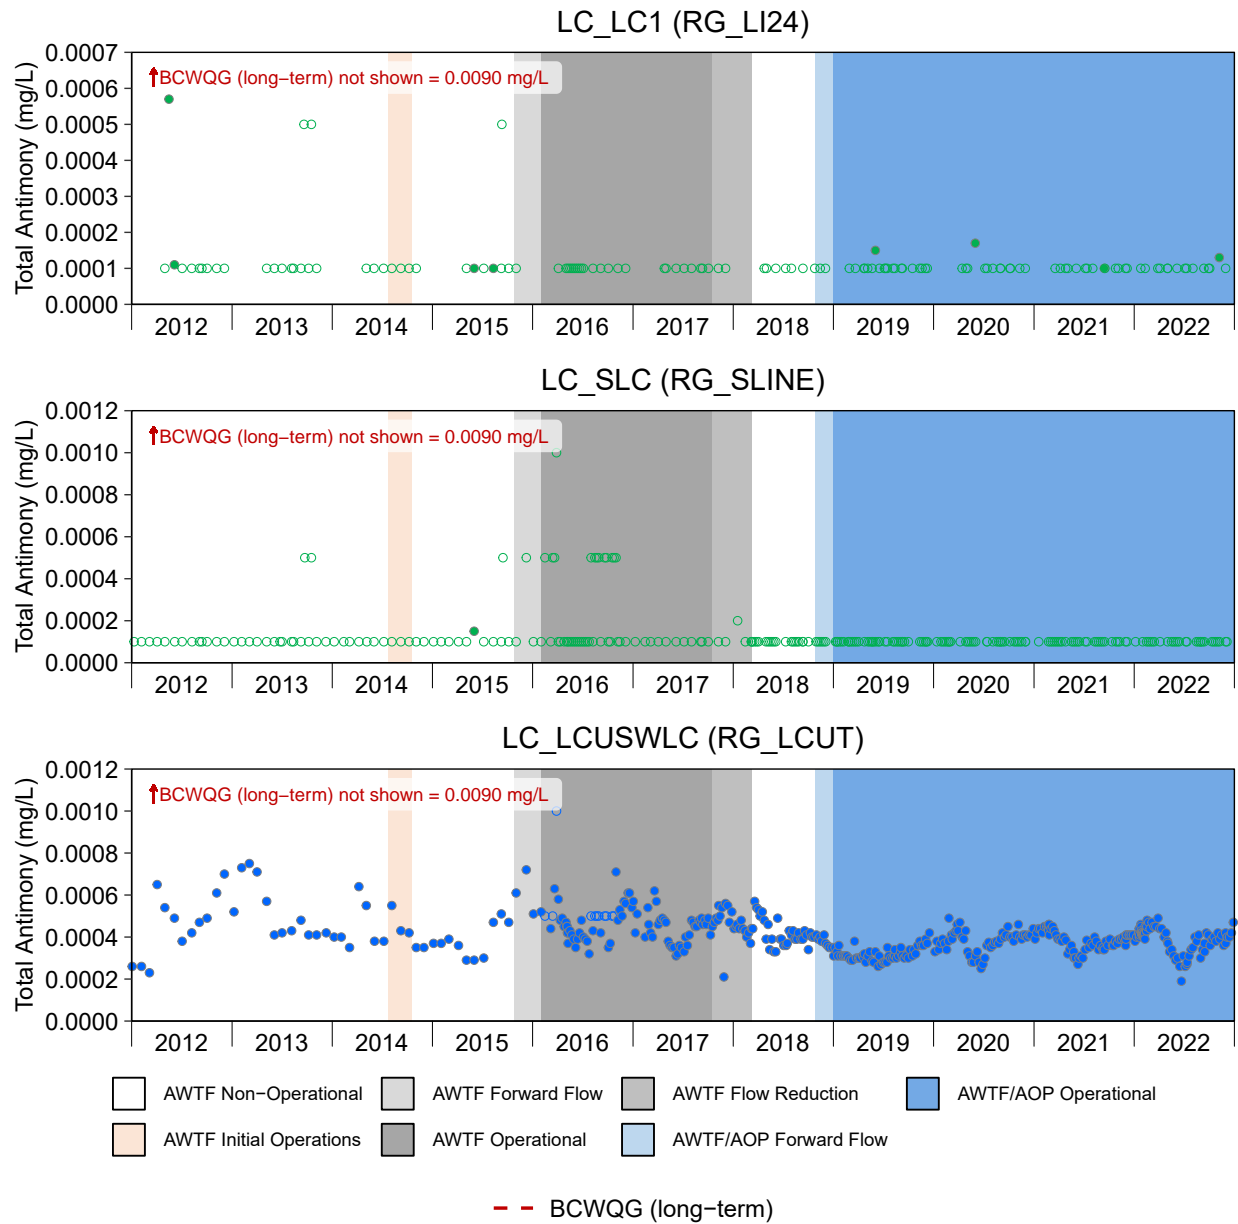 LC_LC1 (RG_LI24)
Total Antimony (mg/L)
0.0007
0.0006
0.0005
0.0004
0.0003
0.0002
0.0001
0.0000
BCWQG (long−term) not shown = 0.0090 mg/L
2012 2013 2014 2015 2016 2017 2018 2019 2020 2021 2022
LC_SLC (RG_SLINE)
Total Antimony (mg/L)
0.0012
0.0010
0.0008
0.0006
0.0004
0.0002
0.0000
BCWQG (long−term) not shown = 0.0090 mg/L
2012 2013 2014 2015 2016 2017 2018 2019 2020 2021 2022
LC_LCUSWLC (RG_LCUT)
Total Antimony (mg/L)
0.0012
0.0010
0.0008
0.0006
0.0004
0.0002
0.0000
BCWQG (long−term) not shown = 0.0090 mg/L
2012 2013 2014 2015 2016 2017 2018 2019 2020 2021 2022
AWTF Non−Operational AWTF Forward Flow AWTF Flow Reduction AWTF/AOP Operational
AWTF Initial Operations AWTF Operational AWTF/AOP Forward Flow
BCWQG (long−term)